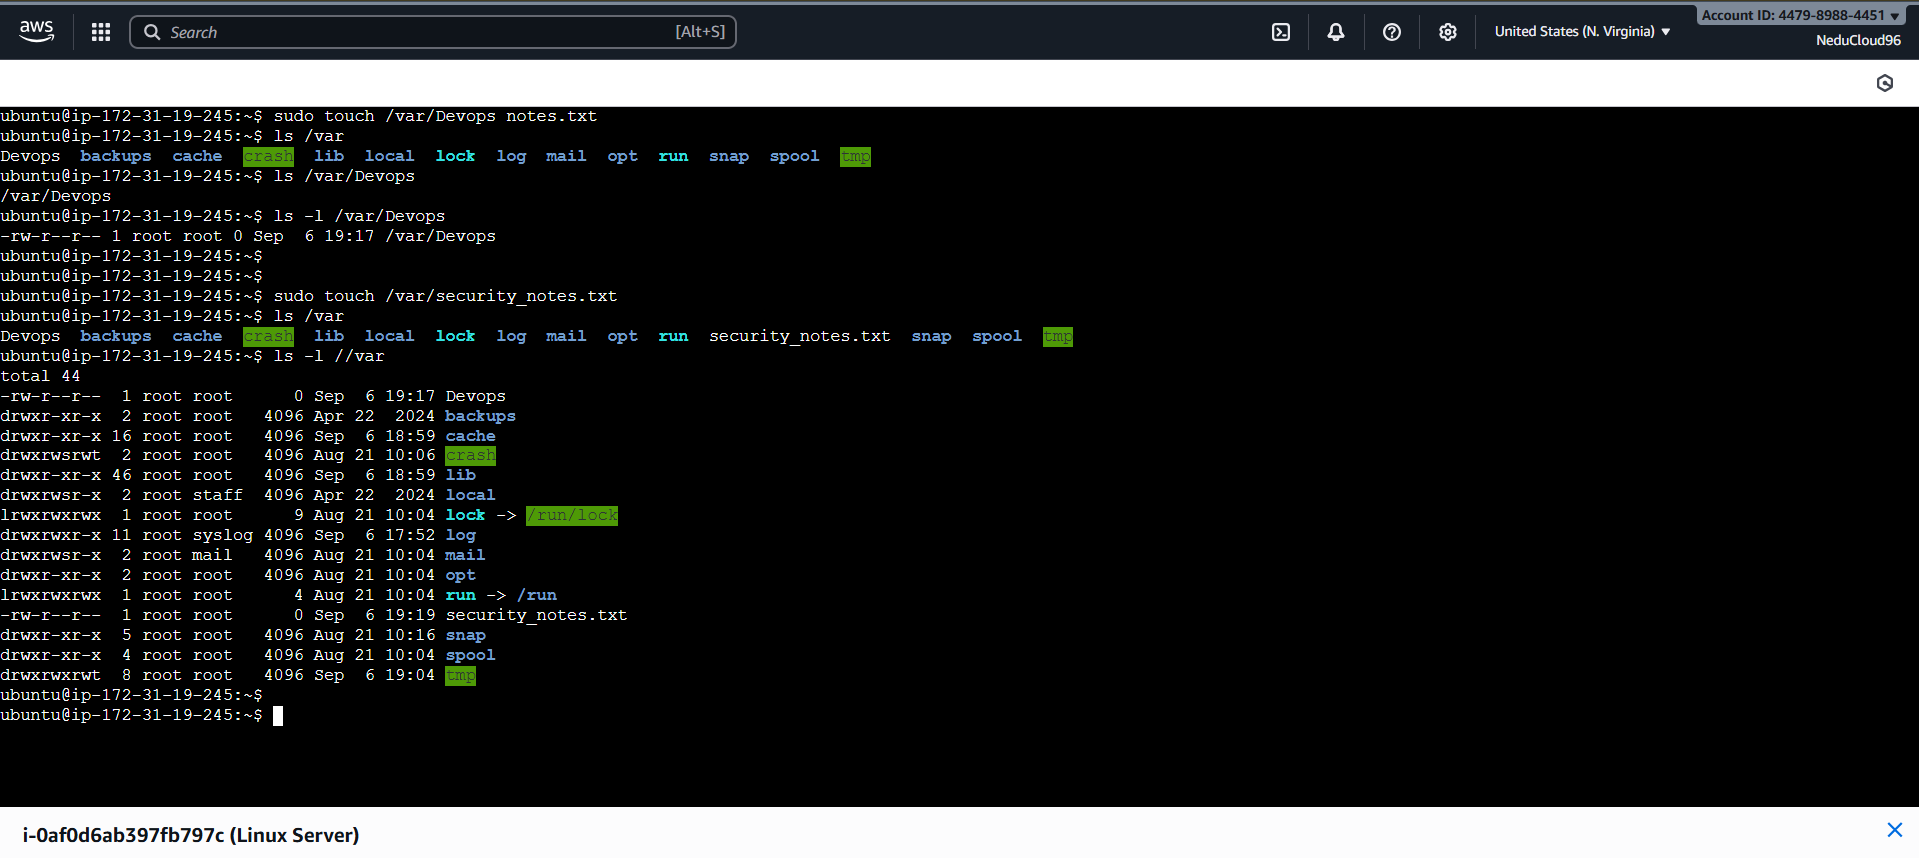 aws
Search [Alt+S]
United States (N. Virginia)
Account ID: 4479-8988-4451
NeduCloud96
ubuntu@ip-172-31-19-245:~$ sudo touch /var/Devops notes.txt
ubuntu@ip-172-31-19-245:~$ ls /var
Devops  backups  cache  crash  lib  local  lock  log  mail  opt  run  snap  spool  tmp
ubuntu@ip-172-31-19-245:~$ ls /var/Devops
/var/Devops
ubuntu@ip-172-31-19-245:~$ ls -l /var/Devops
-rw-r--r-- 1 root root 0 Sep  6 19:17 /var/Devops
ubuntu@ip-172-31-19-245:~$
ubuntu@ip-172-31-19-245:~$
ubuntu@ip-172-31-19-245:~$ sudo touch /var/security_notes.txt
ubuntu@ip-172-31-19-245:~$ ls /var
Devops  backups  cache  crash  lib  local  lock  log  mail  opt  run  security_notes.txt  snap  spool  tmp
ubuntu@ip-172-31-19-245:~$ ls -l //var
total 44
-rw-r--r--  1 root root      0 Sep  6 19:17 Devops
drwxr-xr-x  2 root root   4096 Apr 22  2024 backups
drwxr-xr-x 16 root root   4096 Sep  6 18:59 cache
drwxrwsrwt  2 root root   4096 Aug 21 10:06 crash
drwxr-xr-x 46 root root   4096 Sep  6 18:59 lib
drwxrwsr-x  2 root staff  4096 Apr 22  2024 local
lrwxrwxrwx  1 root root      9 Aug 21 10:04 lock -> /run/lock
drwxrwxr-x 11 root syslog 4096 Sep  6 17:52 log
drwxrwsr-x  2 root mail   4096 Aug 21 10:04 mail
drwxr-xr-x  2 root root   4096 Aug 21 10:04 opt
lrwxrwxrwx  1 root root      4 Aug 21 10:04 run -> /run
-rw-r--r--  1 root root      0 Sep  6 19:19 security_notes.txt
drwxr-xr-x  5 root root   4096 Aug 21 10:16 snap
drwxr-xr-x  4 root root   4096 Aug 21 10:04 spool
drwxrwxrwt  8 root root   4096 Sep  6 19:04 tmp
ubuntu@ip-172-31-19-245:~$
ubuntu@ip-172-31-19-245:~$
i-0af0d6ab397fb797c (Linux Server)